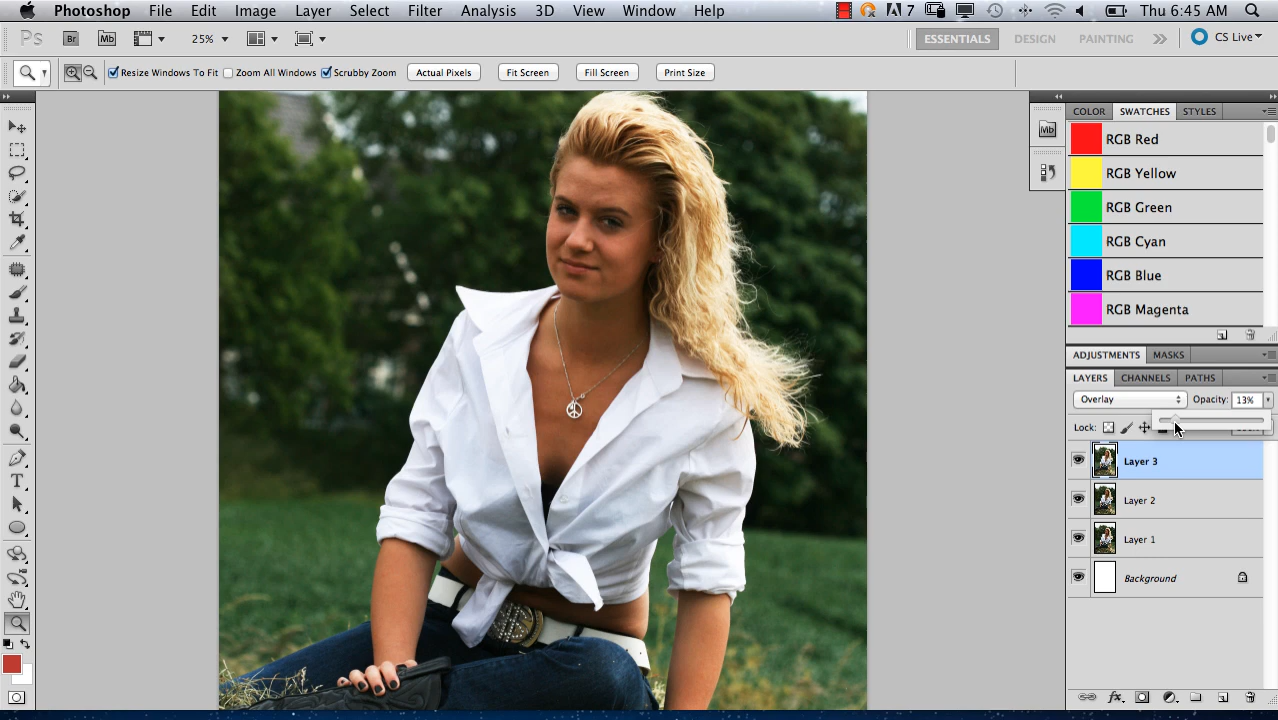 Photoshop File Edit Image Layer Select Filter Analysis 3D View Window Help A 7 Thu 6:45 AM
Ps Br Mb 25% ESSENTIALS DESIGN PAINTING CS Live
Resize Windows To Fit Zoom All Windows Scrubby Zoom Actual Pixels Fit Screen Fill Screen Print Size
COLOR SWATCHES STYLES
Mb
RGB Red
RGB Yellow
RGB Green
RGB Cyan
RGB Blue
RGB Magenta
ADJUSTMENTS MASKS
LAYERS CHANNELS PATHS
Overlay Opacity: 13%
Lock:
Layer 3
Layer 2
Layer 1
Background
fx